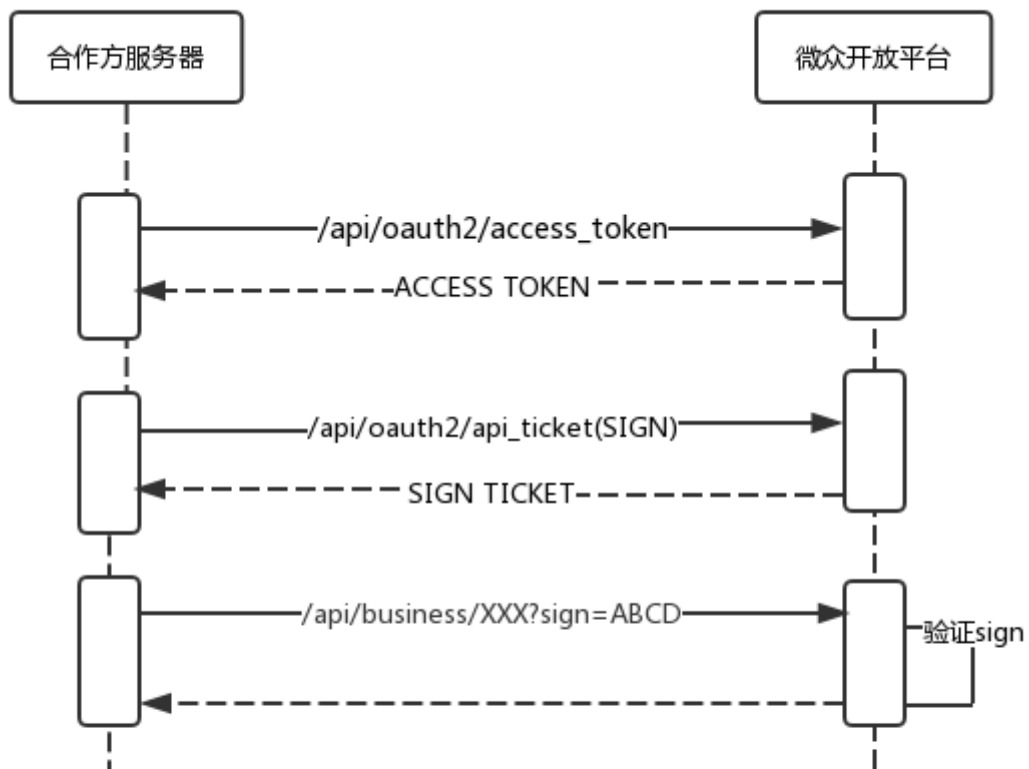 合作方服务器
微众开放平台
/api/oauth2/access_token
ACCESS TOKEN
/api/oauth2/api_ticket(SIGN)
SIGN TICKET
/api/business/XXX?sign=ABCD
验证sign